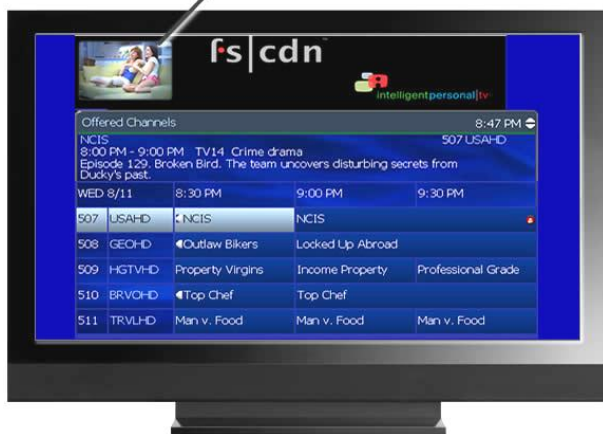 fs|cdn
intelligentpersonal|tv™
Offered Channels 8:47 PM
NCIS 507 USAHD
8:00 PM - 9:00 PM TV14 Crime drama
Episode 129. Broken Bird. The team uncovers disturbing secrets from
Ducky's past.
WED 8/11 8:30 PM 9:00 PM 9:30 PM
507 USAHD NCIS NCIS
508 GEOHD Outlaw Bikers Locked Up Abroad
509 HGTVHD Property Virgins Income Property Professional Grade
510 BRVOHD Top Chef Top Chef
511 TRVLHD Man v. Food Man v. Food Man v. Food